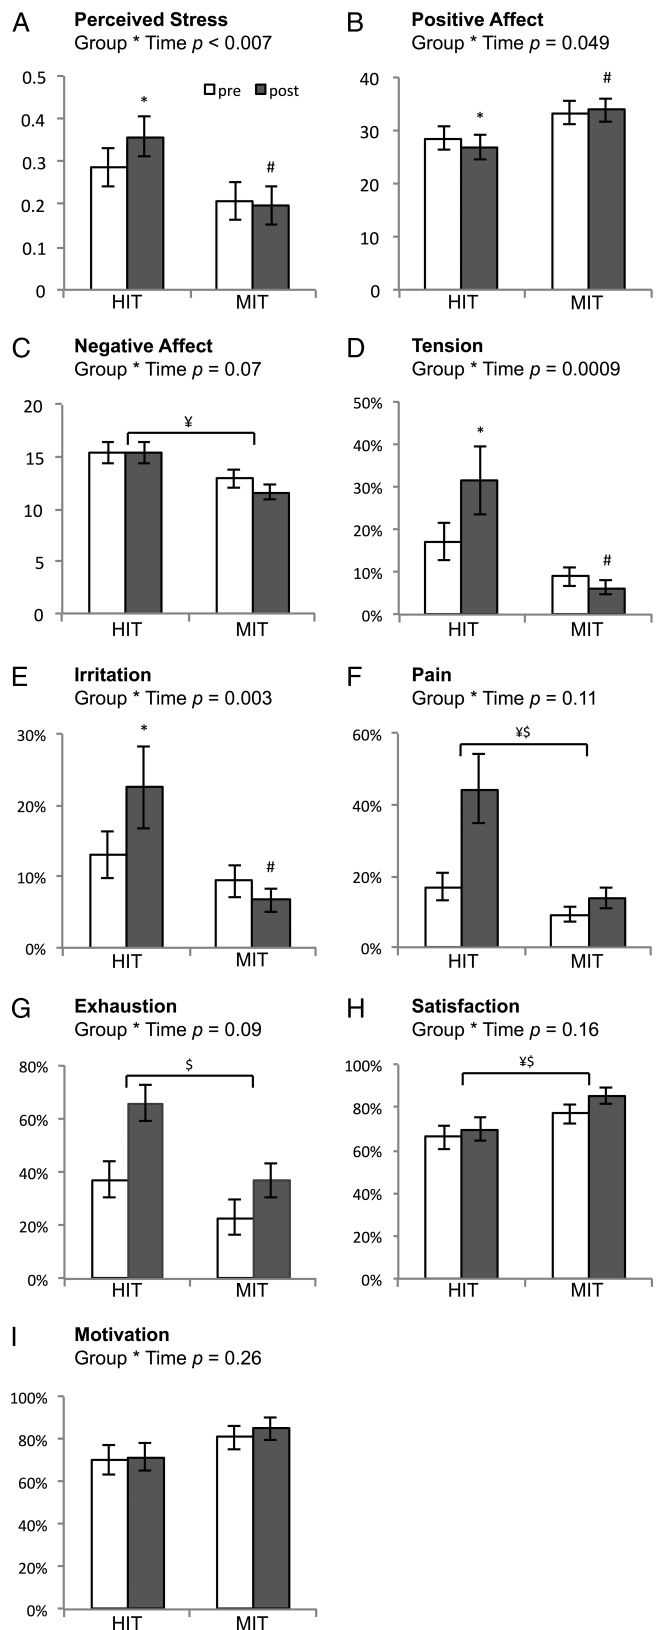 A Perceived Stress
Group * Time p < 0.007
0.5
0.4
0.3
0.2
0.1
0
pre post
*
#
HIT MIT
B Positive Affect
Group * Time p = 0.049
40
30
20
10
0
*
#
HIT MIT
C Negative Affect
Group * Time p = 0.07
20
15
10
5
0
¥
HIT MIT
D Tension
Group * Time p = 0.0009
50%
40%
30%
20%
10%
0%
*
#
HIT MIT
E Irritation
Group * Time p = 0.003
30%
20%
10%
0%
*
#
HIT MIT
F Pain
Group * Time p = 0.11
60%
40%
20%
0%
¥$
HIT MIT
G Exhaustion
Group * Time p = 0.09
80%
60%
40%
20%
0%
$
HIT MIT
H Satisfaction
Group * Time p = 0.16
100%
80%
60%
40%
20%
0%
¥$
HIT MIT
I Motivation
Group * Time p = 0.26
100%
80%
60%
40%
20%
0%
HIT MIT